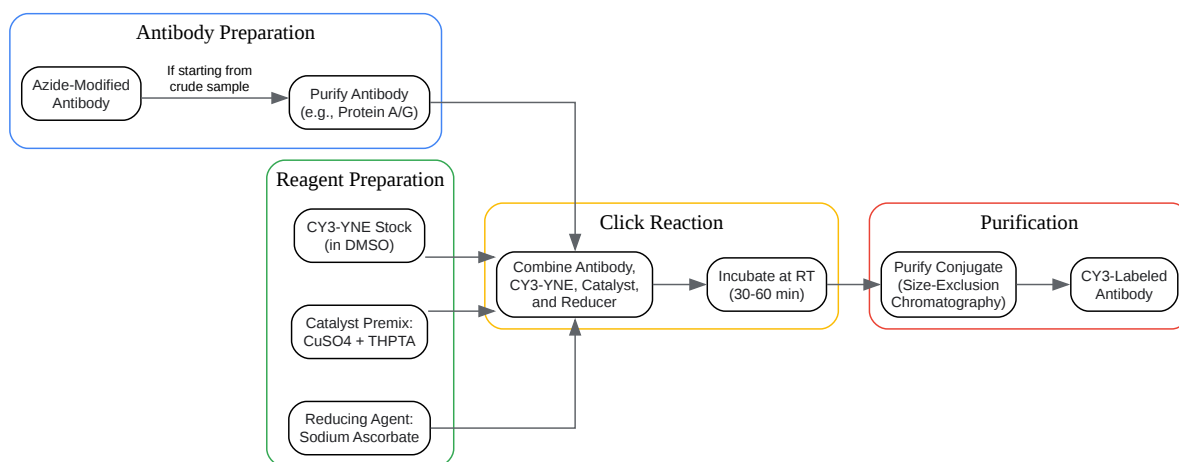 Antibody Preparation
Azide-Modified
Antibody
If starting from
crude sample
Purify Antibody
(e.g., Protein A/G)
Reagent Preparation
CY3-YNE Stock
(in DMSO)
Catalyst Premix:
CuSO4 + THPTA
Reducing Agent:
Sodium Ascorbate
Click Reaction
Combine Antibody,
CY3-YNE, Catalyst,
and Reducer
Incubate at RT
(30-60 min)
Purification
Purify Conjugate
(Size-Exclusion
Chromatography)
CY3-Labeled
Antibody